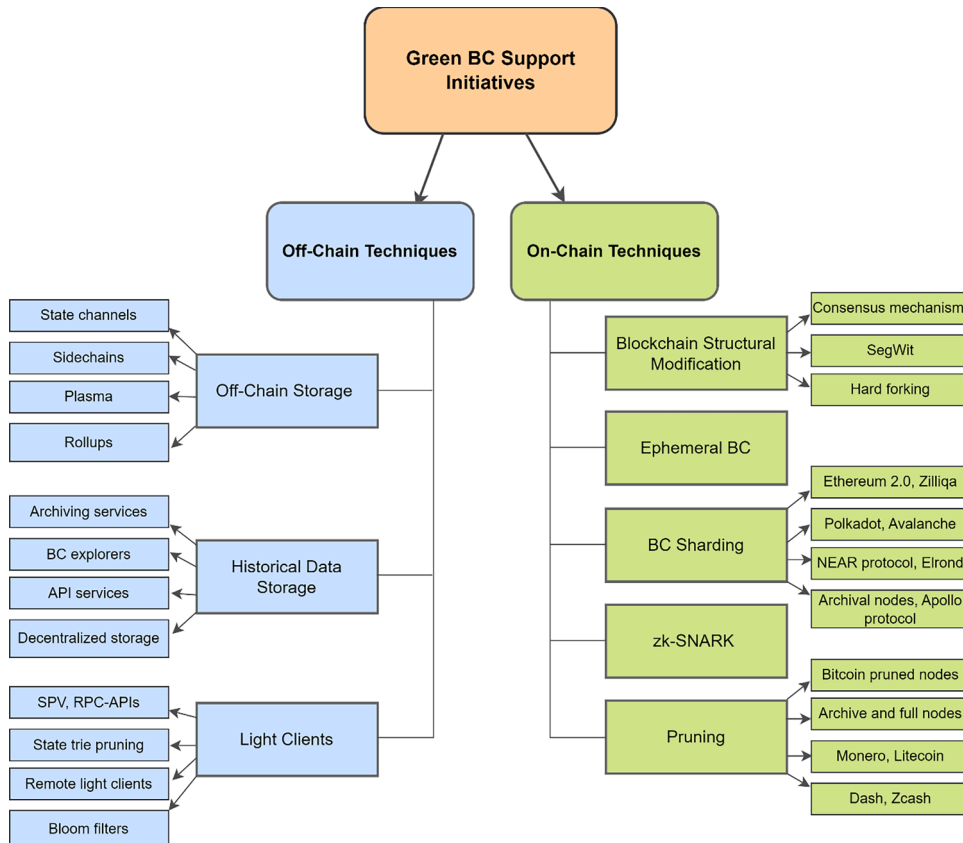 Green BC Support
Initiatives
Off-Chain Techniques
On-Chain Techniques
State channels
Sidechains
Plasma
Rollups
Off-Chain Storage
Archiving services
BC explorers
API services
Decentralized storage
Historical Data
Storage
SPV, RPC-APIs
State trie pruning
Remote light clients
Bloom filters
Light Clients
Blockchain Structural
Modification
Consensus mechanism
SegWit
Hard forking
Ephemeral BC
BC Sharding
Ethereum 2.0, Zilliqa
Polkadot, Avalanche
NEAR protocol, Elrond
Archival nodes, Apollo
protocol
zk-SNARK
Pruning
Bitcoin pruned nodes
Archive and full nodes
Monero, Litecoin
Dash, Zcash